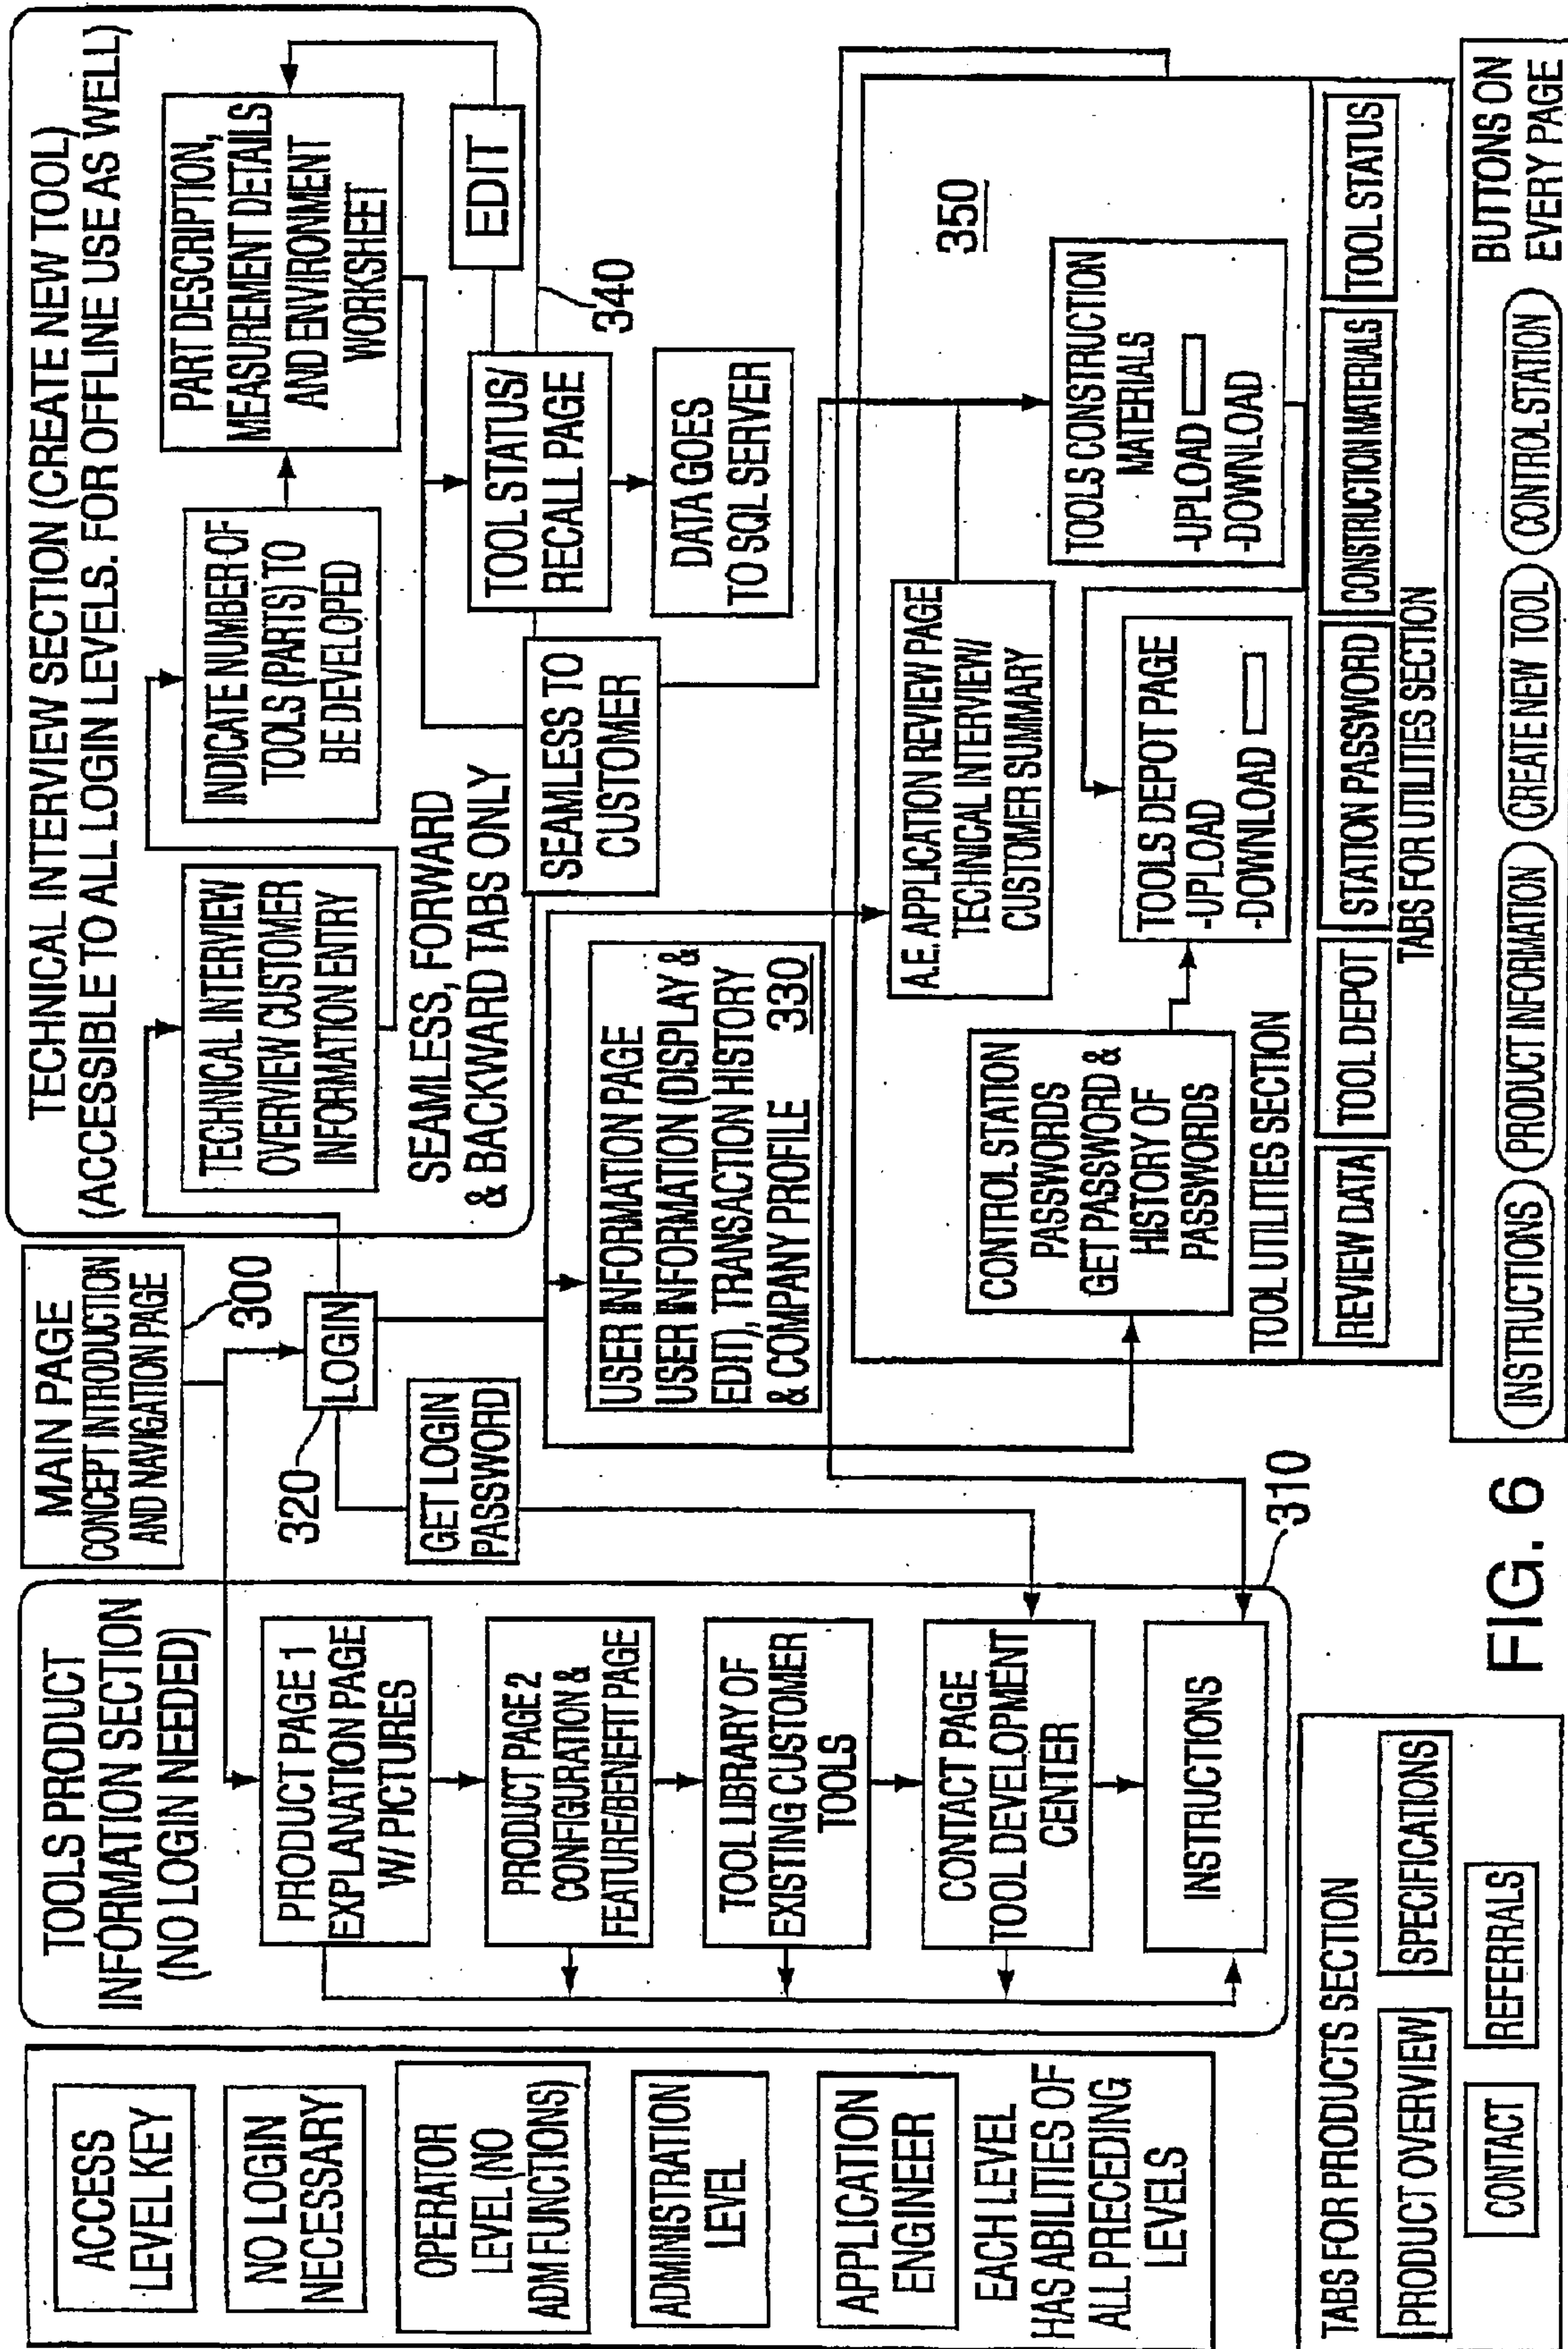 ACCESS
LEVEL KEY
NO LOGIN
NECESSARY
OPERATOR
LEVEL (NO
ADM FUNCTIONS)
ADMINISTRATION
LEVEL
APPLICATION
ENGINEER
EACH LEVEL
HAS ABILITIES OF
ALL PRECEDING
LEVELS
TOOLS PRODUCT
INFORMATION SECTION
(NO LOGIN NEEDED)
PRODUCT PAGE 1
EXPLANATION PAGE
W/ PICTURES
PRODUCT PAGE 2
CONFIGURATION &
FEATURE/BENEFIT PAGE
TOOL LIBRARY OF
EXISTING CUSTOMER
TOOLS
CONTACT PAGE
TOOL DEVELOPMENT
CENTER
INSTRUCTIONS
310
MAIN PAGE
CONCEPT INTRODUCTION
AND NAVIGATION PAGE
300
320
LOGIN
GET LOGIN
PASSWORD
TECHNICAL INTERVIEW SECTION (CREATE NEW TOOL)
(ACCESSIBLE TO ALL LOGIN LEVELS. FOR OFFLINE USE AS WELL)
TECHNICAL INTERVIEW
OVERVIEW CUSTOMER
INFORMATION ENTRY
INDICATE NUMBER OF
TOOLS (PARTS) TO
BE DEVELOPED
PART DESCRIPTION,
MEASUREMENT DETAILS
AND ENVIRONMENT
WORKSHEET
SEAMLESS, FORWARD
& BACKWARD TABS ONLY
EDIT
TOOL STATUS/
RECALL PAGE
340
SEAMLESS TO
CUSTOMER
DATA GOES
TO SQL SERVER
USER INFORMATION PAGE
USER INFORMATION (DISPLAY &
EDIT), TRANSACTION HISTORY
& COMPANY PROFILE 330
350
A.E. APPLICATION REVIEW PAGE
TECHNICAL INTERVIEW/
CUSTOMER SUMMARY
CONTROL STATION
PASSWORDS
GET PASSWORD &
HISTORY OF
PASSWORDS
TOOLS DEPOT PAGE
-UPLOAD
-DOWNLOAD
TOOLS CONSTRUCTION
MATERIALS
-UPLOAD
-DOWNLOAD
TOOL UTILITIES SECTION
REVIEW DATA
TOOL DEPOT
STATION PASSWORD
CONSTRUCTION MATERIALS
TOOL STATUS
TABS FOR UTILITIES SECTION
TABS FOR PRODUCTS SECTION
PRODUCT OVERVIEW
SPECIFICATIONS
CONTACT
REFERRALS
FIG. 6
BUTTONS ON
EVERY PAGE
INSTRUCTIONS
PRODUCT INFORMATION
CREATE NEW TOOL
CONTROL STATION